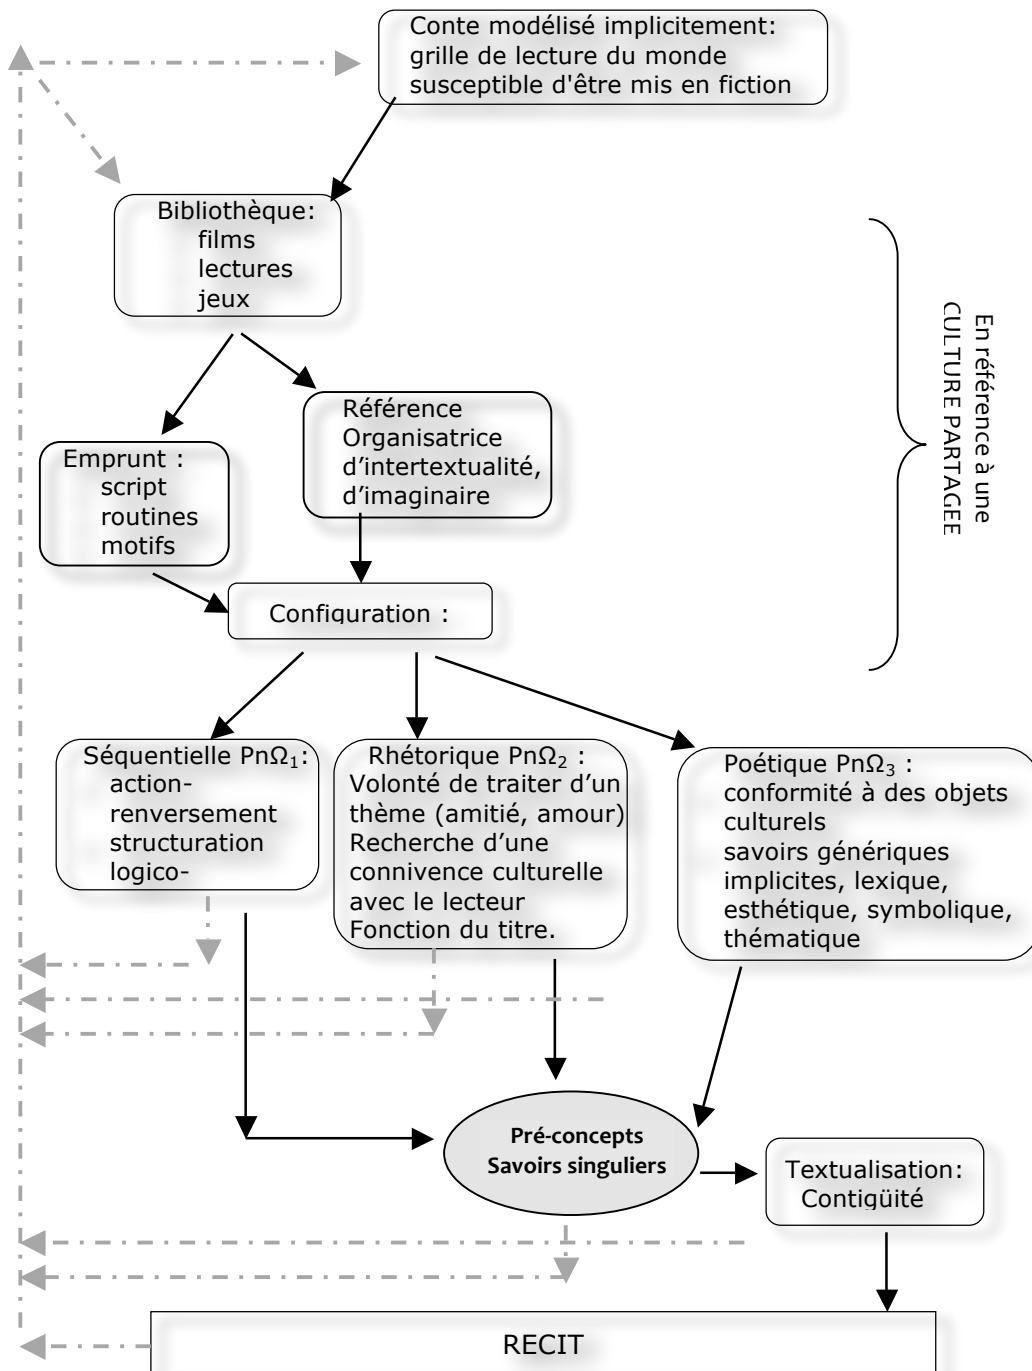 Conte modélisé implicitement:
grille de lecture du monde
susceptible d'être mis en fiction
Bibliothèque:
films
lectures
jeux
En référence à une
CULTURE PARTAGEE
Référence
Organisatrice
d'intertextualité,
d'imaginaire
Emprunt :
script
routines
motifs
Configuration :
Séquentielle PnΩ₁:
action-
renversement
structuration
logico-
Rhétorique PnΩ₂ :
Volonté de traiter d'un
thème (amitié, amour)
Recherche d'une
connivence culturelle
avec le lecteur
Fonction du titre.
Poétique PnΩ₃ :
conformité à des objets
culturels
savoirs génériques
implicites, lexique,
esthétique, symbolique,
thématique
Pré-concepts
Savoirs singuliers
Textualisation:
Contigüité
RECIT